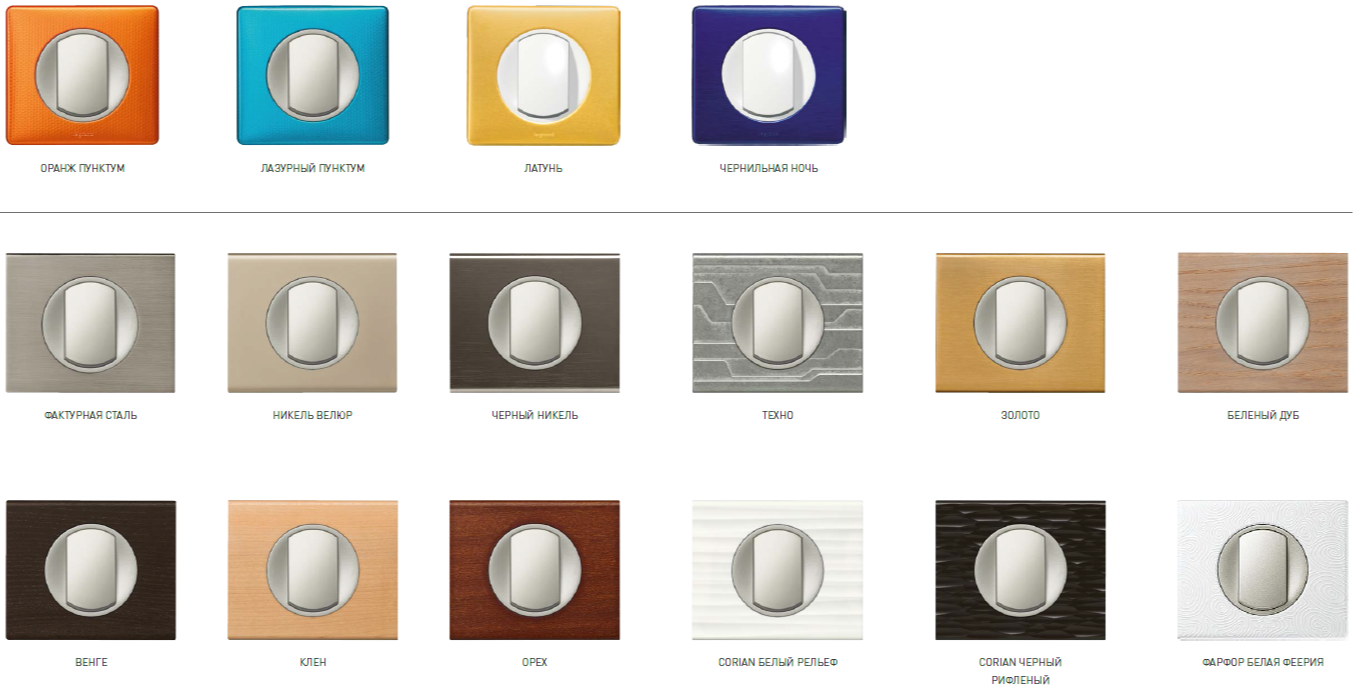 ОРАНЖ ПУНКТУМ
ЛАЗУРНЫЙ ПУНКТУМ
ЛАТУНЬ
ЧЕРНИЛЬНАЯ НОЧЬ
ФАКТУРНАЯ СТАЛЬ
НИКЕЛЬ ВЕЛЮР
ЧЕРНЫЙ НИКЕЛЬ
ТЕХНО
ЗОЛОТО
БЕЛЕНЫЙ ДУБ
ВЕНГЕ
КЛЕН
ОРЕХ
CORIAN БЕЛЫЙ РЕЛЬЕФ
CORIAN ЧЕРНЫЙ
РИФЛЕНЫЙ
ФАРФОР БЕЛАЯ ФЕЕРИЯ